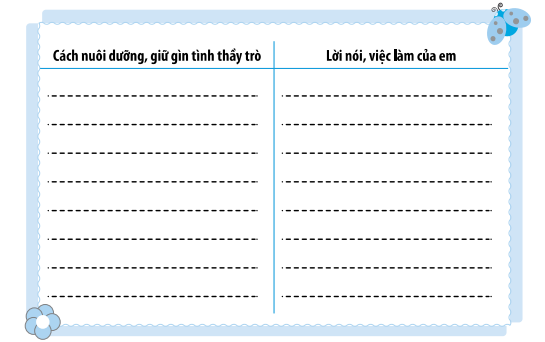 Cách nuôi dưỡng, giữ gìn tình thầy trò
Lời nói, việc làm của em